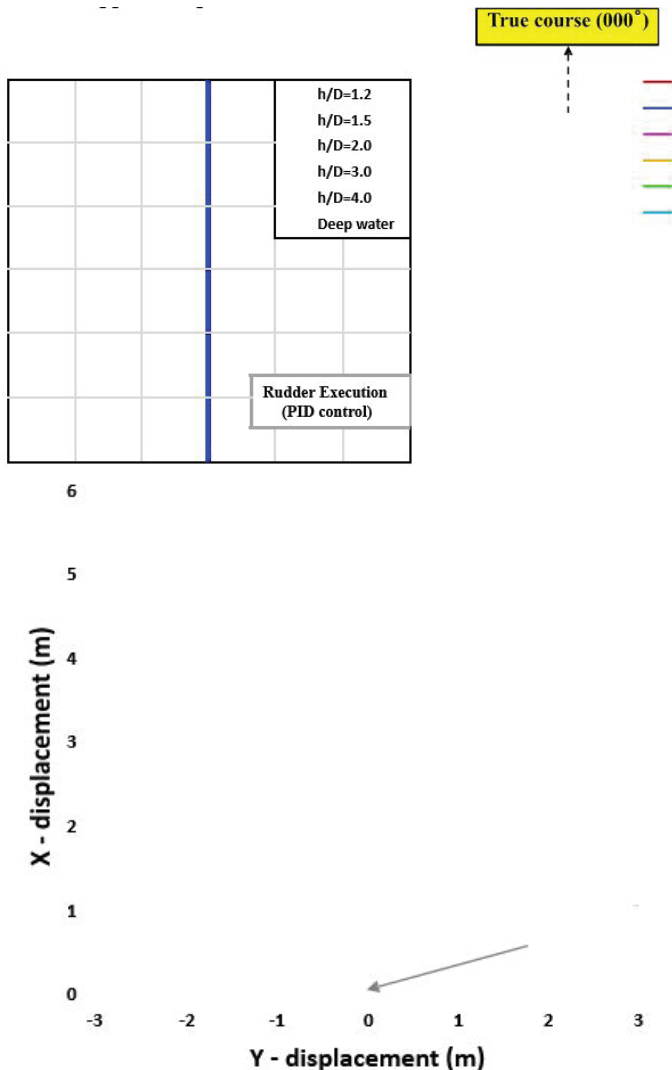 True course (000°)
h/D=1.2
h/D=1.5
h/D=2.0
h/D=3.0
h/D=4.0
Deep water
Rudder Execution
(PID control)
6
5
4
3
2
1
0
X - displacement (m)
-3 -2 -1 0 1 2 3
Y - displacement (m)